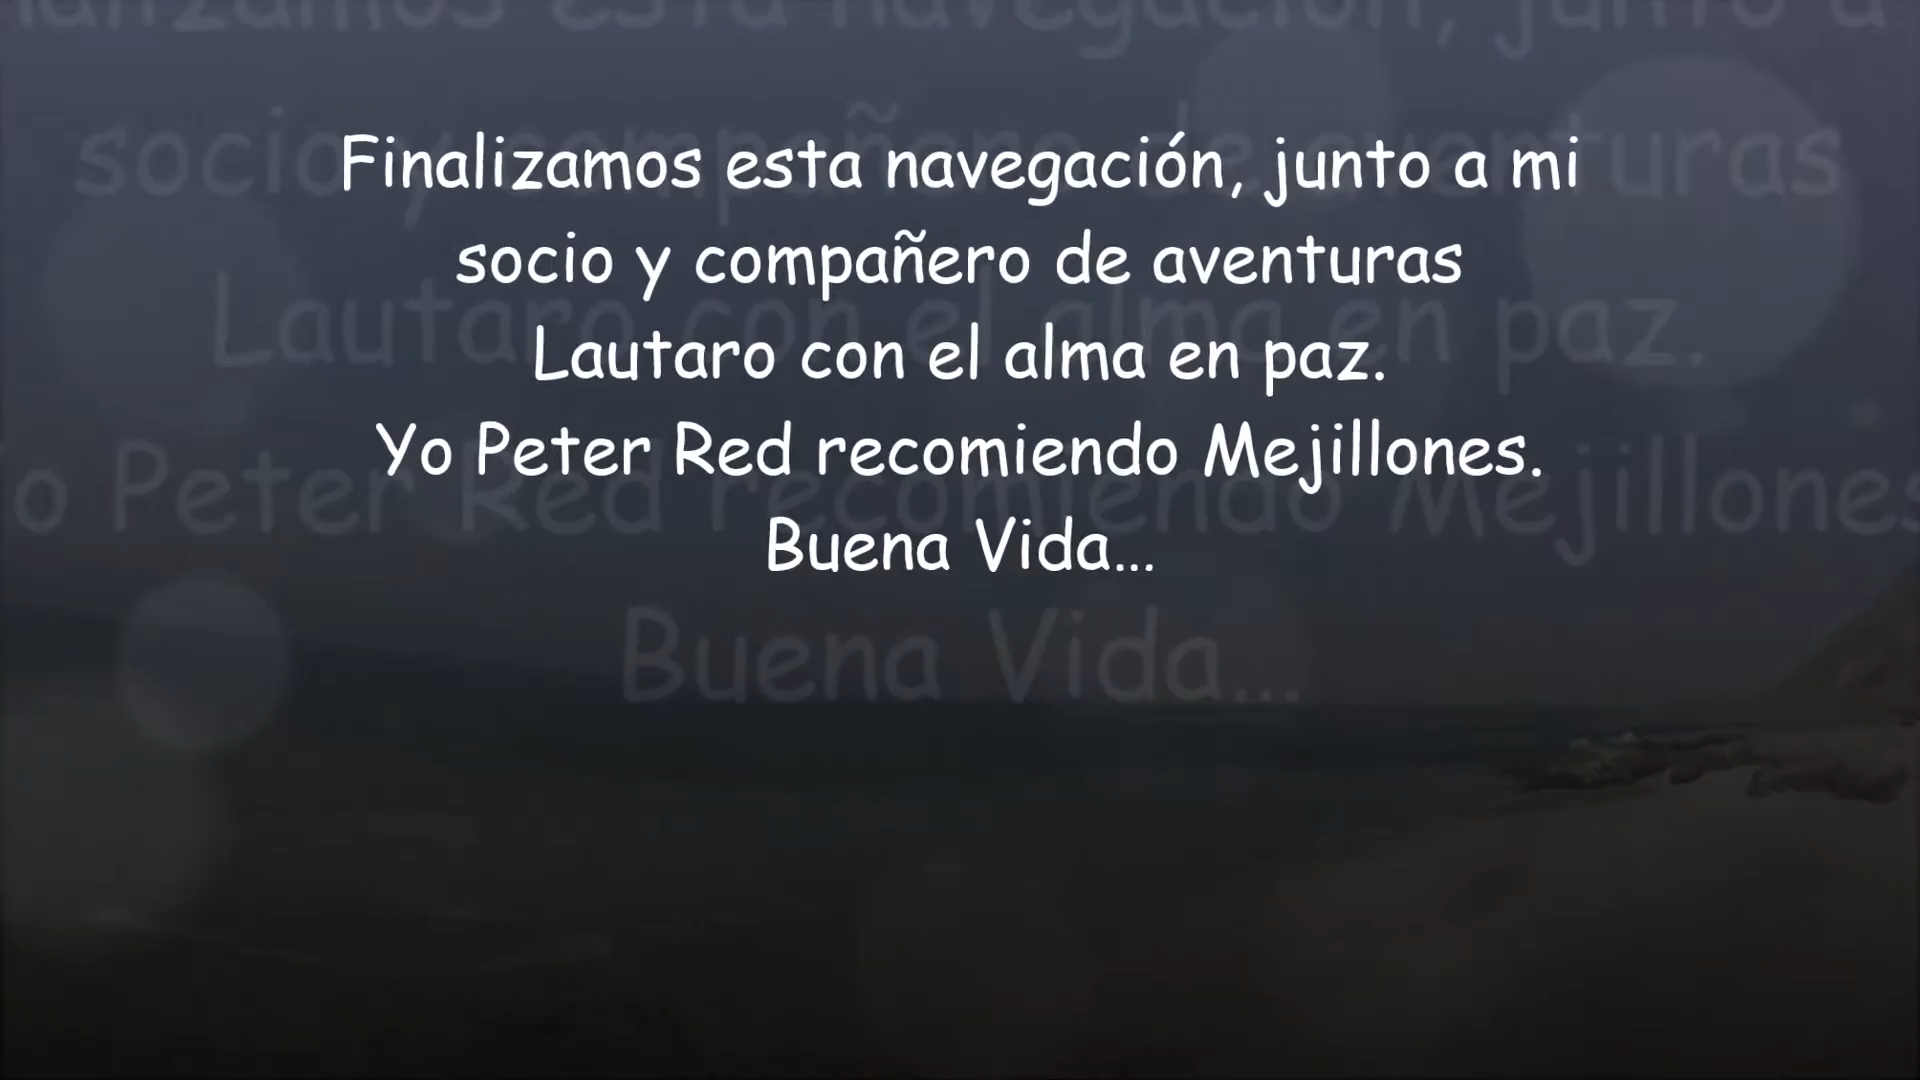 Finalizamos esta navegación, junto a mi
socio y compañero de aventuras
Lautaro con el alma en paz.
Yo Peter Red recomiendo Mejillones.
Buena Vida...